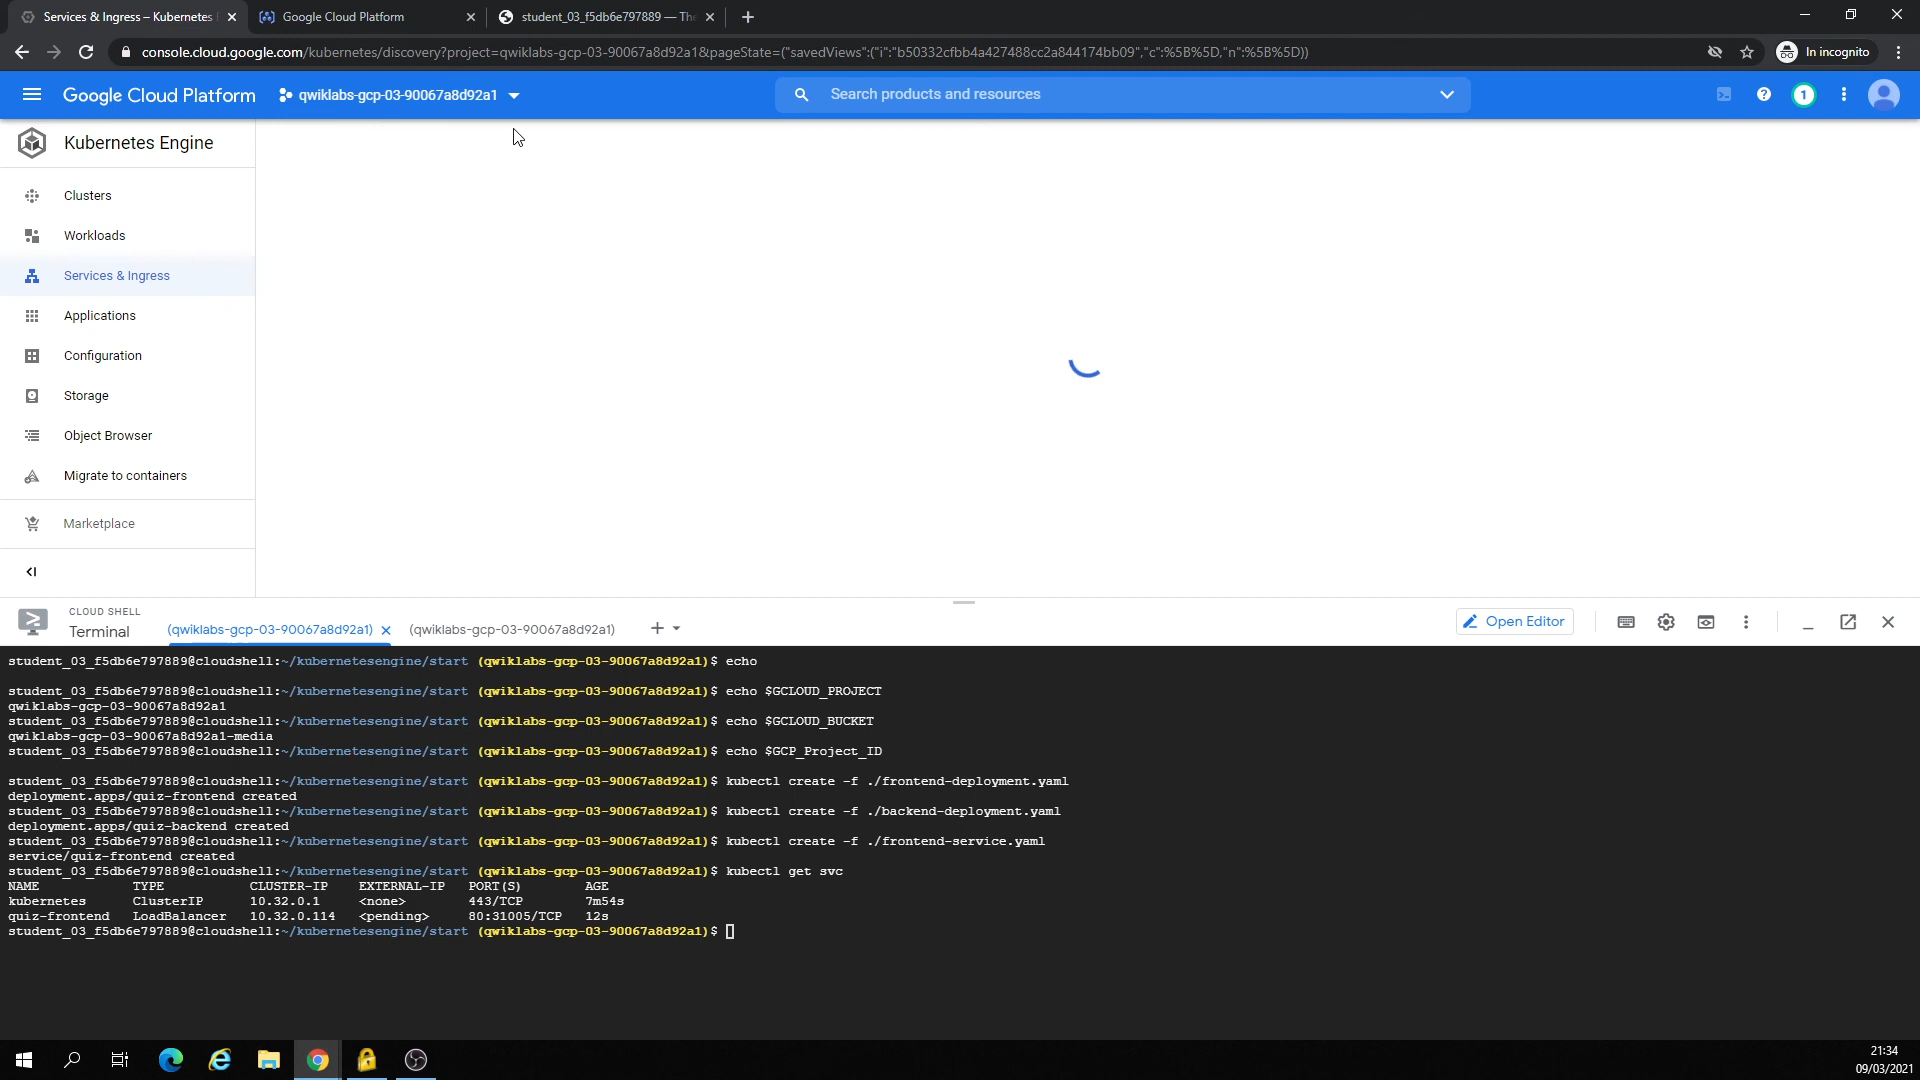 Services & Ingress – Kubernetes
Google Cloud Platform
student_03_f5db6e797889 — The
console.cloud.google.com/kubernetes/discovery?project=qwiklabs-gcp-03-90067a8d92a1&pageState=("savedViews":("i":"b50332cfbb4a427488cc2a844174bb09","c":%5B%5D,"n":%5B%5D))
In incognito
Google Cloud Platform
qwiklabs-gcp-03-90067a8d92a1
Search products and resources
1
Kubernetes Engine
Clusters
Workloads
Services & Ingress
Applications
Configuration
Storage
Object Browser
Migrate to containers
Marketplace
CLOUD SHELL
Terminal
(qwiklabs-gcp-03-90067a8d92a1)
(qwiklabs-gcp-03-90067a8d92a1)
Open Editor
student_03_f5db6e797889@cloudshell:~/kubernetesengine/start (qwiklabs-gcp-03-90067a8d92a1)$ echo
student_03_f5db6e797889@cloudshell:~/kubernetesengine/start (qwiklabs-gcp-03-90067a8d92a1)$ echo $GCLOUD_PROJECT
qwiklabs-gcp-03-90067a8d92a1
student_03_f5db6e797889@cloudshell:~/kubernetesengine/start (qwiklabs-gcp-03-90067a8d92a1)$ echo $GCLOUD_BUCKET
qwiklabs-gcp-03-90067a8d92a1-media
student_03_f5db6e797889@cloudshell:~/kubernetesengine/start (qwiklabs-gcp-03-90067a8d92a1)$ echo $GCP_Project_ID
student_03_f5db6e797889@cloudshell:~/kubernetesengine/start (qwiklabs-gcp-03-90067a8d92a1)$ kubectl create -f ./frontend-deployment.yaml
deployment.apps/quiz-frontend created
student_03_f5db6e797889@cloudshell:~/kubernetesengine/start (qwiklabs-gcp-03-90067a8d92a1)$ kubectl create -f ./backend-deployment.yaml
deployment.apps/quiz-backend created
student_03_f5db6e797889@cloudshell:~/kubernetesengine/start (qwiklabs-gcp-03-90067a8d92a1)$ kubectl create -f ./frontend-service.yaml
service/quiz-frontend created
student_03_f5db6e797889@cloudshell:~/kubernetesengine/start (qwiklabs-gcp-03-90067a8d92a1)$ kubectl get svc
NAME TYPE CLUSTER-IP EXTERNAL-IP PORT(S) AGE
kubernetes ClusterIP 10.32.0.1 <none> 443/TCP 7m54s
quiz-frontend LoadBalancer 10.32.0.114 <pending> 80:31005/TCP 12s
student_03_f5db6e797889@cloudshell:~/kubernetesengine/start (qwiklabs-gcp-03-90067a8d92a1)$
21:34
09/03/2021